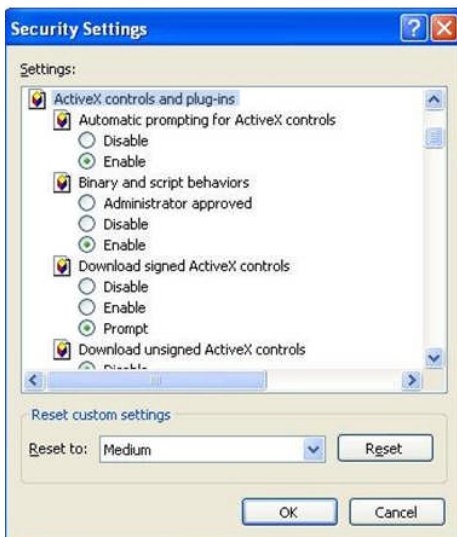 Security Settings
Settings:
ActiveX controls and plug-ins
Automatic prompting for ActiveX controls
Disable
Enable
Binary and script behaviors
Administrator approved
Disable
Enable
Download signed ActiveX controls
Disable
Enable
Prompt
Download unsigned ActiveX controls
Disable
Reset custom settings
Reset to: Medium Reset
OK Cancel